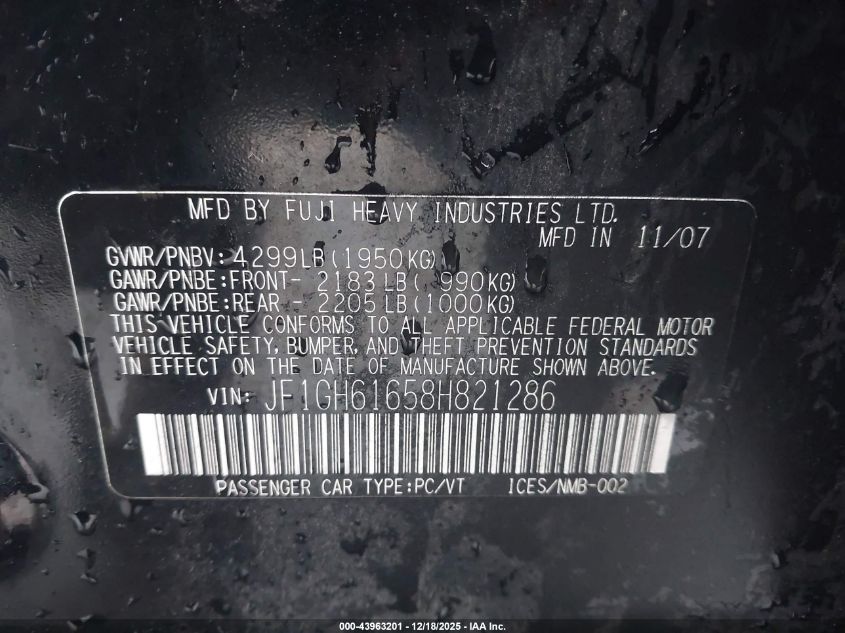 MFD BY FUJI HEAVY INDUSTRIES LTD.
MFD IN 11/07
GVWR/PNBV: 4299LB(1950KG)
GAWR/PNBE:FRONT- 2183LB( 990KG)
GAWR/PNBE:REAR - 2205LB(1000KG)
THIS VEHICLE CONFORMS TO ALL APPLICABLE FEDERAL MOTOR
VEHICLE SAFETY, BUMPER, AND THEFT PREVENTION STANDARDS
IN EFFECT ON THE DATE OF MANUFACTURE SHOWN ABOVE.
VIN: JF1GH61658H821286
PASSENGER CAR TYPE:PC/VT ICES/NMB-002
000-43963201 - 12/18/2025 - IAA Inc.